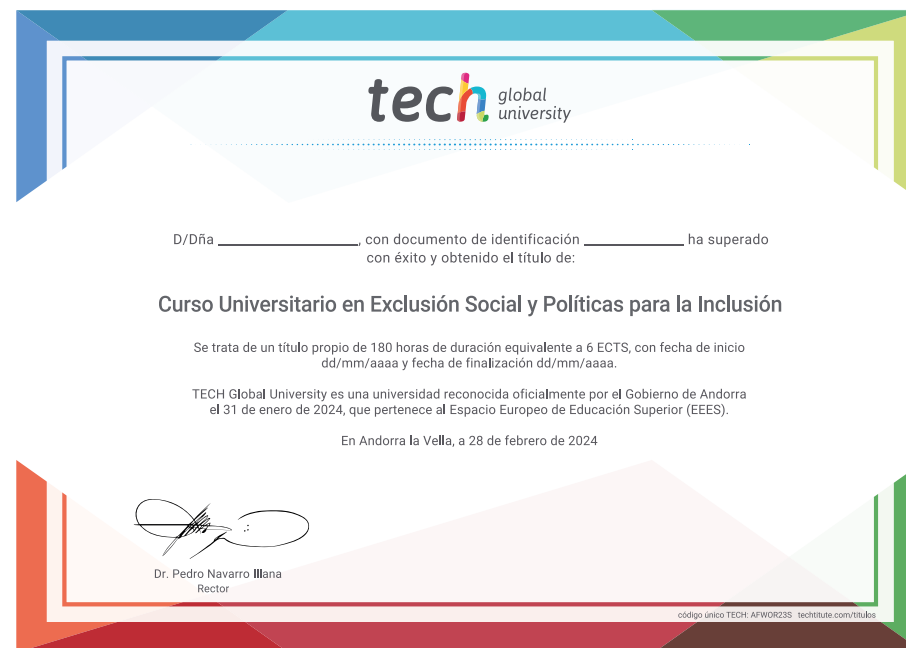 tech global
university
D/Dña ______________, con documento de identificación __________ ha superado
con éxito y obtenido el título de:
Curso Universitario en Exclusión Social y Políticas para la Inclusión
Se trata de un título propio de 180 horas de duración equivalente a 6 ECTS, con fecha de inicio
dd/mm/aaaa y fecha de finalización dd/mm/aaaa.
TECH Global University es una universidad reconocida oficialmente por el Gobierno de Andorra
el 31 de enero de 2024, que pertenece al Espacio Europeo de Educación Superior (EEES).
En Andorra la Vella, a 28 de febrero de 2024
Dr. Pedro Navarro Illana
Rector
código único TECH: AFWOR23S techtitute.com/titulos